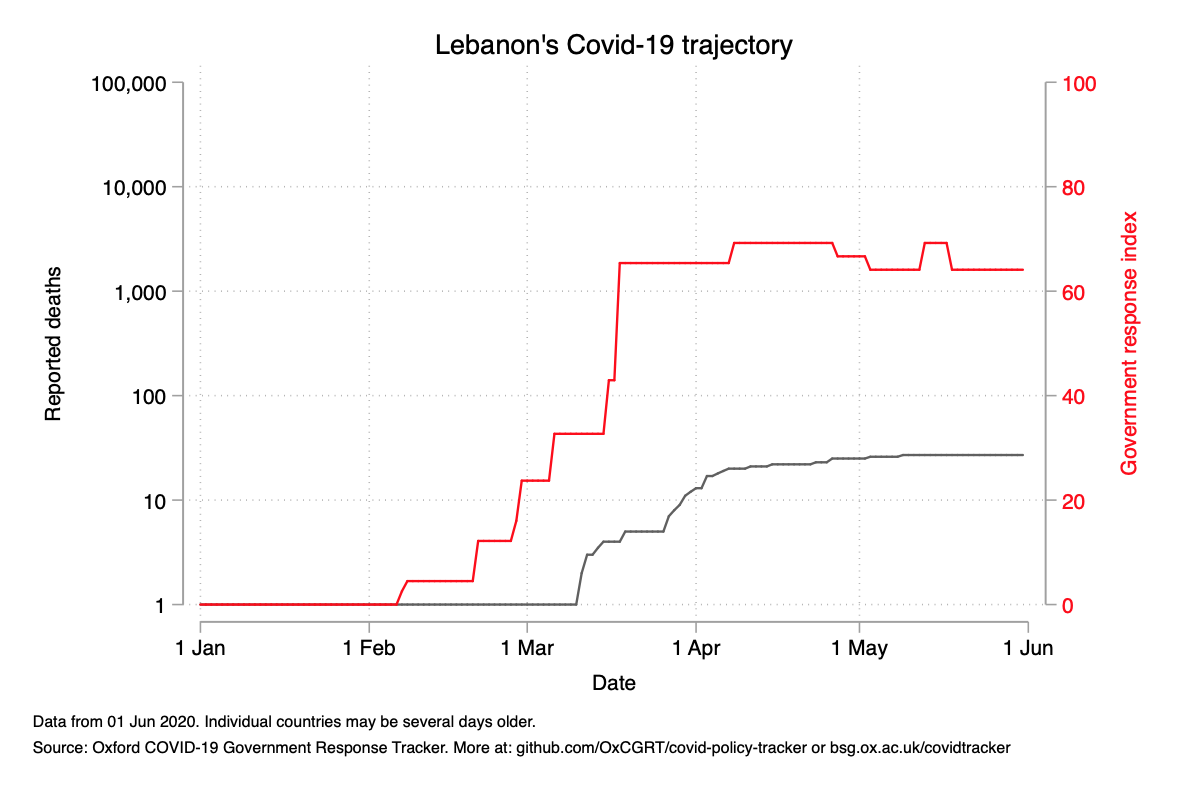 Lebanon's Covid-19 trajectory
100,000
10,000
1,000
100
10
1
Reported deaths
100
80
60
40
20
0
Government response index
1 Jan 1 Feb 1 Mar 1 Apr 1 May 1 Jun
Date
Data from 01 Jun 2020. Individual countries may be several days older.
Source: Oxford COVID-19 Government Response Tracker. More at: github.com/OxCGRT/covid-policy-tracker or bsg.ox.ac.uk/covidtracker